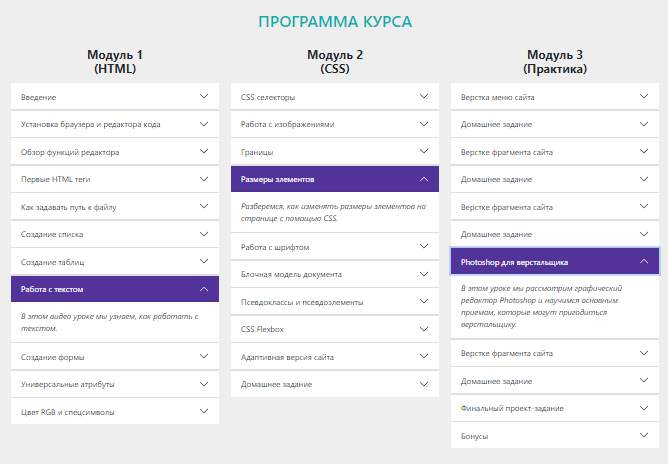 ПРОГРАММА КУРСА
Модуль 1
(HTML)
Введение
Установка браузера и редактора кода
Обзор функций редактора
Первые HTML теги
Как задавать путь к файлу
Создание списка
Создание таблиц
Работа с текстом
В этом видео уроке мы узнаем, как работать с
текстом.
Создание формы
Универсальные атрибуты
Цвет RGB и спецсимволы
Модуль 2
(CSS)
CSS селекторы
Работа с изображениями
Границы
Размеры элементов
Разберемся, как изменять размеры элементов на
странице с помощью CSS.
Работа с шрифтом
Блочная модель документа
Псевдоклассы и псевдоэлементы
CSS Flexbox
Адаптивная версия сайта
Домашнее задание
Модуль 3
(Практика)
Верстка меню сайта
Домашнее задание
Верстке фрагмента сайта
Домашнее задание
Верстке фрагмента сайта
Домашнее задание
Photoshop для верстальщика
В этом уроке мы рассмотрим графический
редактор Photoshop и научимся основным
приемам, которые могут пригодиться
верстальщику.
Верстке фрагмента сайта
Домашнее задание
Финальный проект-задание
Бонусы